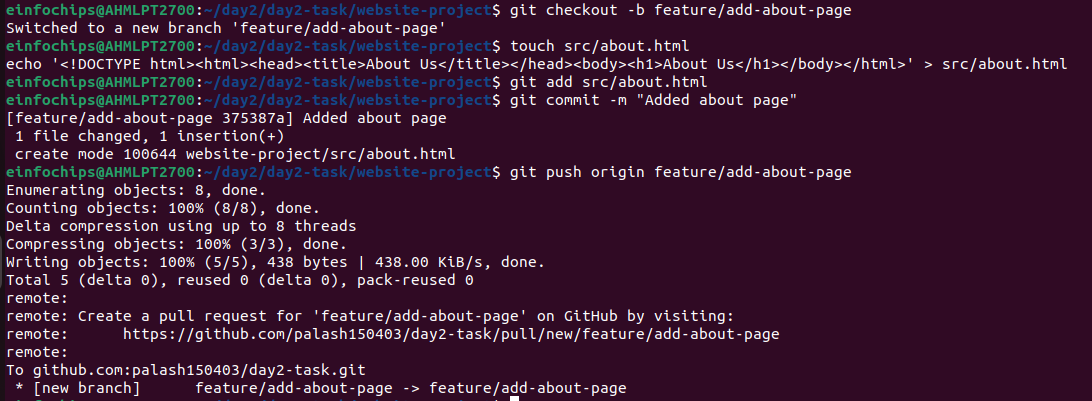 einfochips@AHMLPT2700:~/day2/day2-task/website-project$ git checkout -b feature/add-about-page
Switched to a new branch 'feature/add-about-page'
einfochips@AHMLPT2700:~/day2/day2-task/website-project$ touch src/about.html
echo '<!DOCTYPE html><html><head><title>About Us</title></head><body><h1>About Us</h1></body></html>' > src/about.html
einfochips@AHMLPT2700:~/day2/day2-task/website-project$ git add src/about.html
einfochips@AHMLPT2700:~/day2/day2-task/website-project$ git commit -m "Added about page"
[feature/add-about-page 375387a] Added about page
 1 file changed, 1 insertion(+)
 create mode 100644 website-project/src/about.html
einfochips@AHMLPT2700:~/day2/day2-task/website-project$ git push origin feature/add-about-page
Enumerating objects: 8, done.
Counting objects: 100% (8/8), done.
Delta compression using up to 8 threads
Compressing objects: 100% (3/3), done.
Writing objects: 100% (5/5), 438 bytes | 438.00 KiB/s, done.
Total 5 (delta 0), reused 0 (delta 0), pack-reused 0
remote:
remote: Create a pull request for 'feature/add-about-page' on GitHub by visiting:
remote:      https://github.com/palash150403/day2-task/pull/new/feature/add-about-page
remote:
To github.com:palash150403/day2-task.git
 * [new branch]      feature/add-about-page -> feature/add-about-page
einfochips@AHMLPT2700:~/day2/day2-task/website-project$